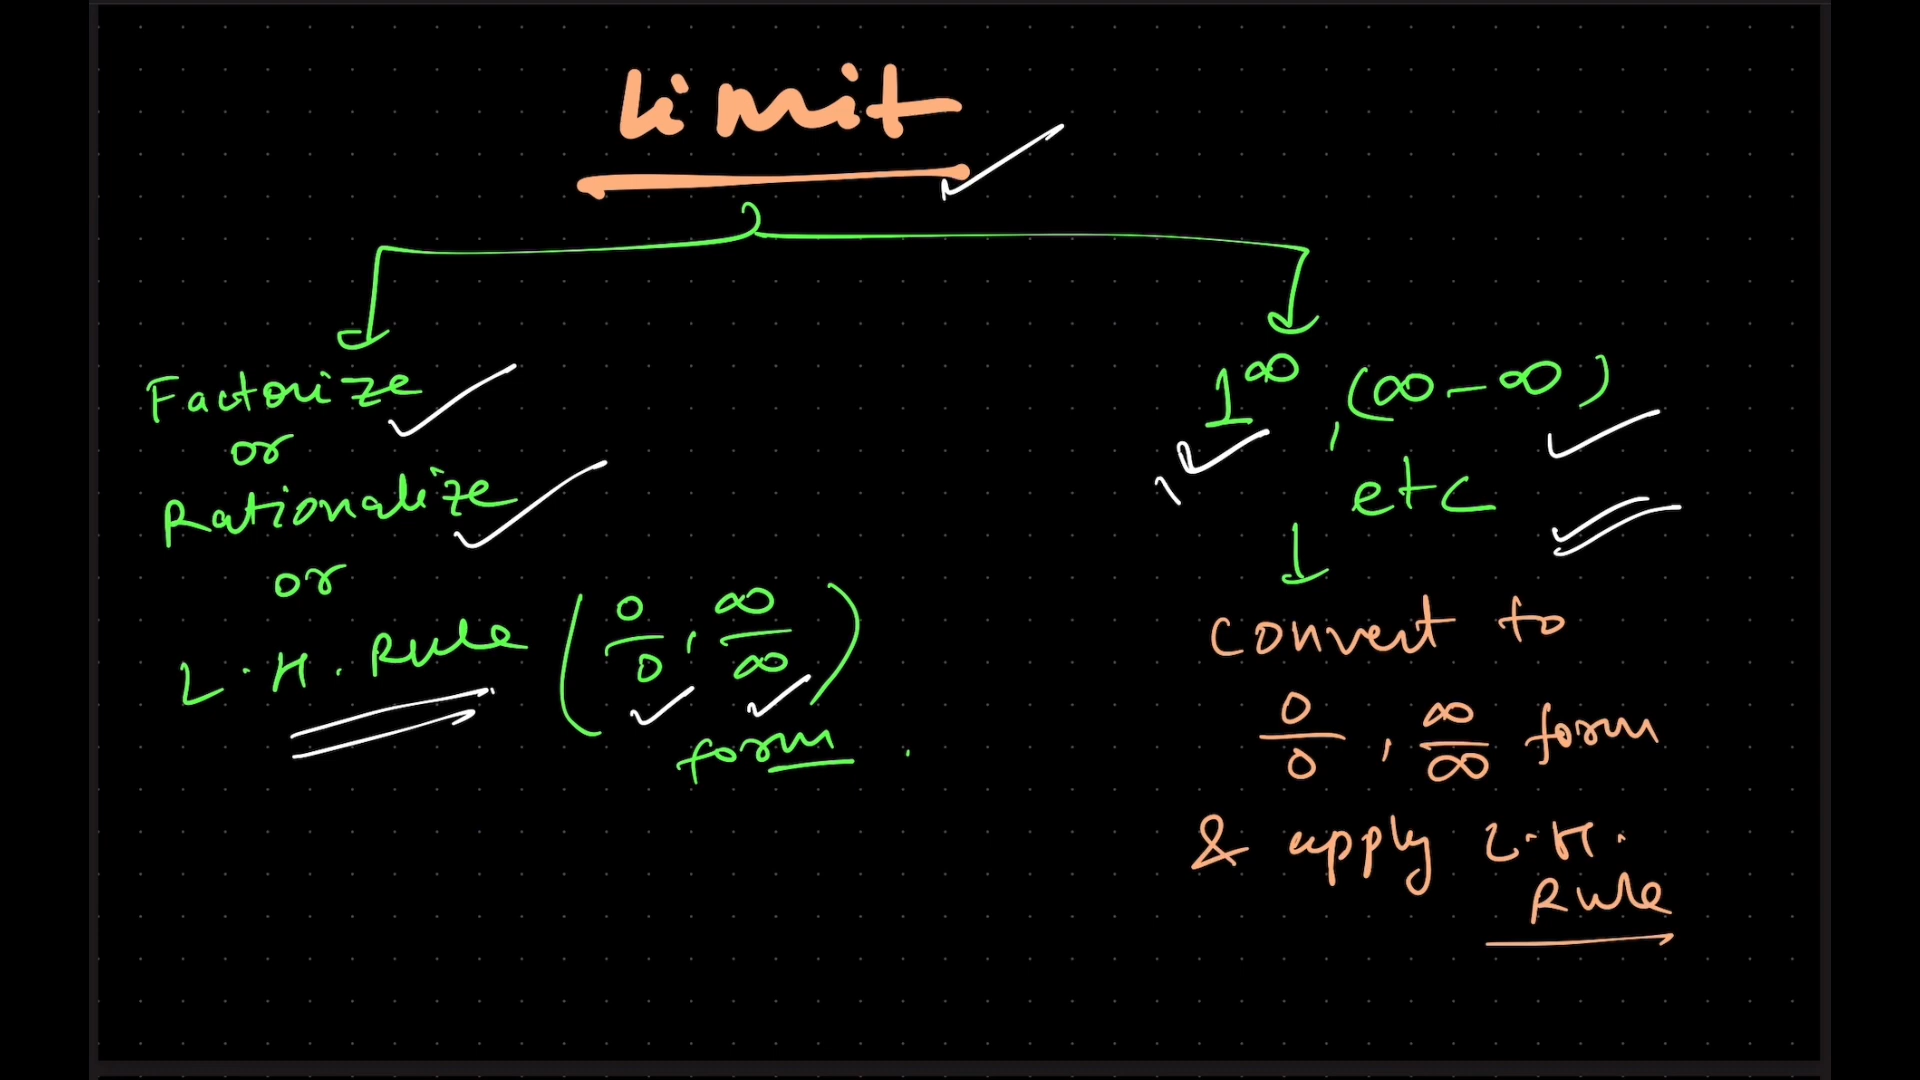 Limit
Factorize
or
Rationalize
or
L.H. Rule (0/0, ∞/∞)
form.
1^∞, (∞-∞)
etc
↓
Convert to
0/0, ∞/∞ form
& apply L.H.
Rule